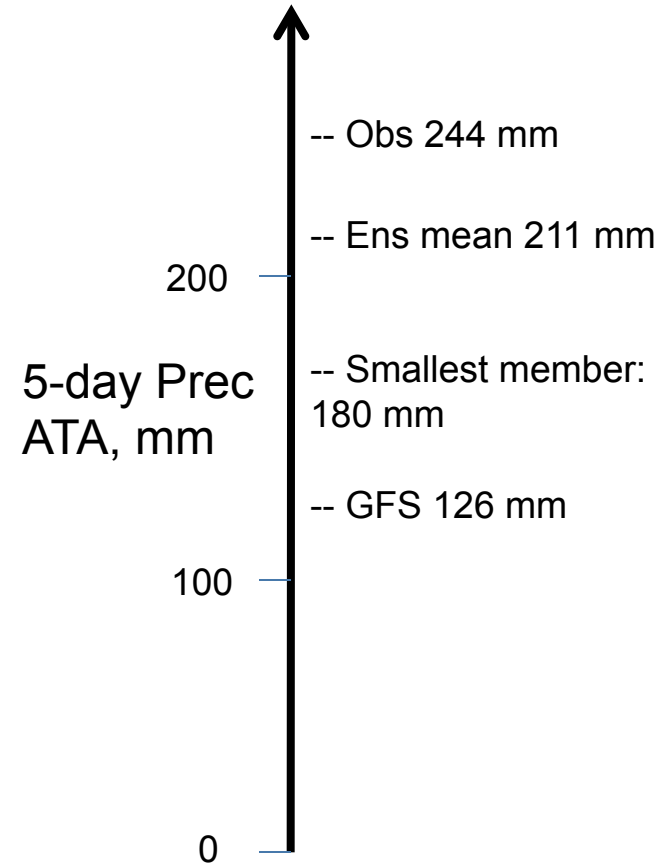 -- Obs 244 mm
-- Ens mean 211 mm
200
5-day Prec
ATA, mm
-- Smallest member:
180 mm
-- GFS 126 mm
100
0